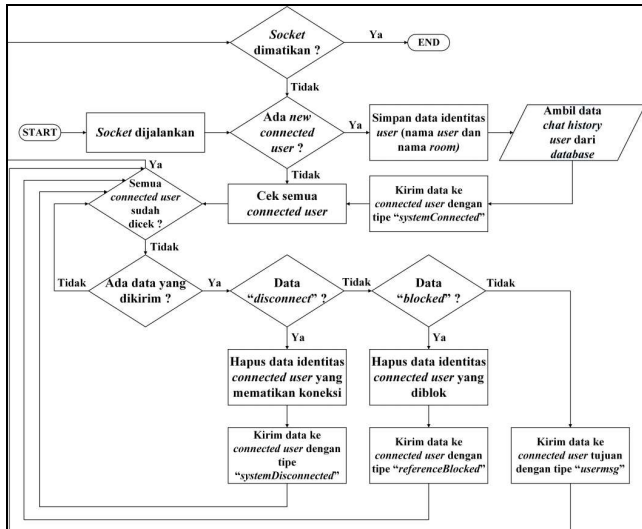 Socket
dimatikan ?
Ya
END
Tidak
START
Socket dijalankan
Ada new
connected
user ?
Ya
Simpan data identitas
user (nama user dan
nama room)
Ambil data
chat history
user dari
database
Tidak
Ya
Semua
connected user
sudah
dicek ?
Cek semua
connected user
Kirim data ke
connected user dengan
tipe “systemConnected”
Tidak
Tidak
Ada data yang
dikirim ?
Ya
Data
“disconnect” ?
Tidak
Data
“blocked” ?
Tidak
Ya
Ya
Hapus data identitas
connected user yang
mematikan koneksi
Hapus data identitas
connected user yang
diblok
Kirim data ke
connected user dengan
tipe
“systemDisconnected”
Kirim data ke
connected user dengan
tipe “referenceBlocked”
Kirim data ke
connected user tujuan
dengan tipe “usermsg”